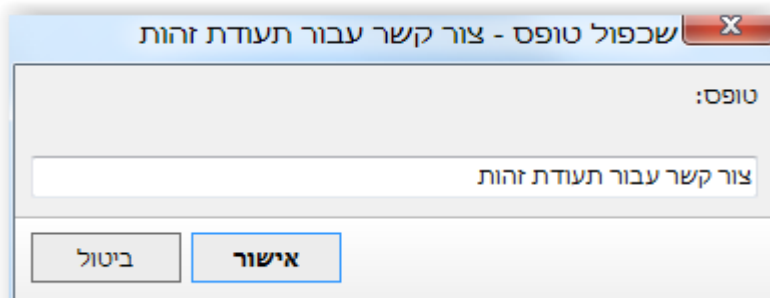 שכפול טופס - צור קשר עבור תעודת זהות
טופס:
צור קשר עבור תעודת זהות
אישור
ביטול